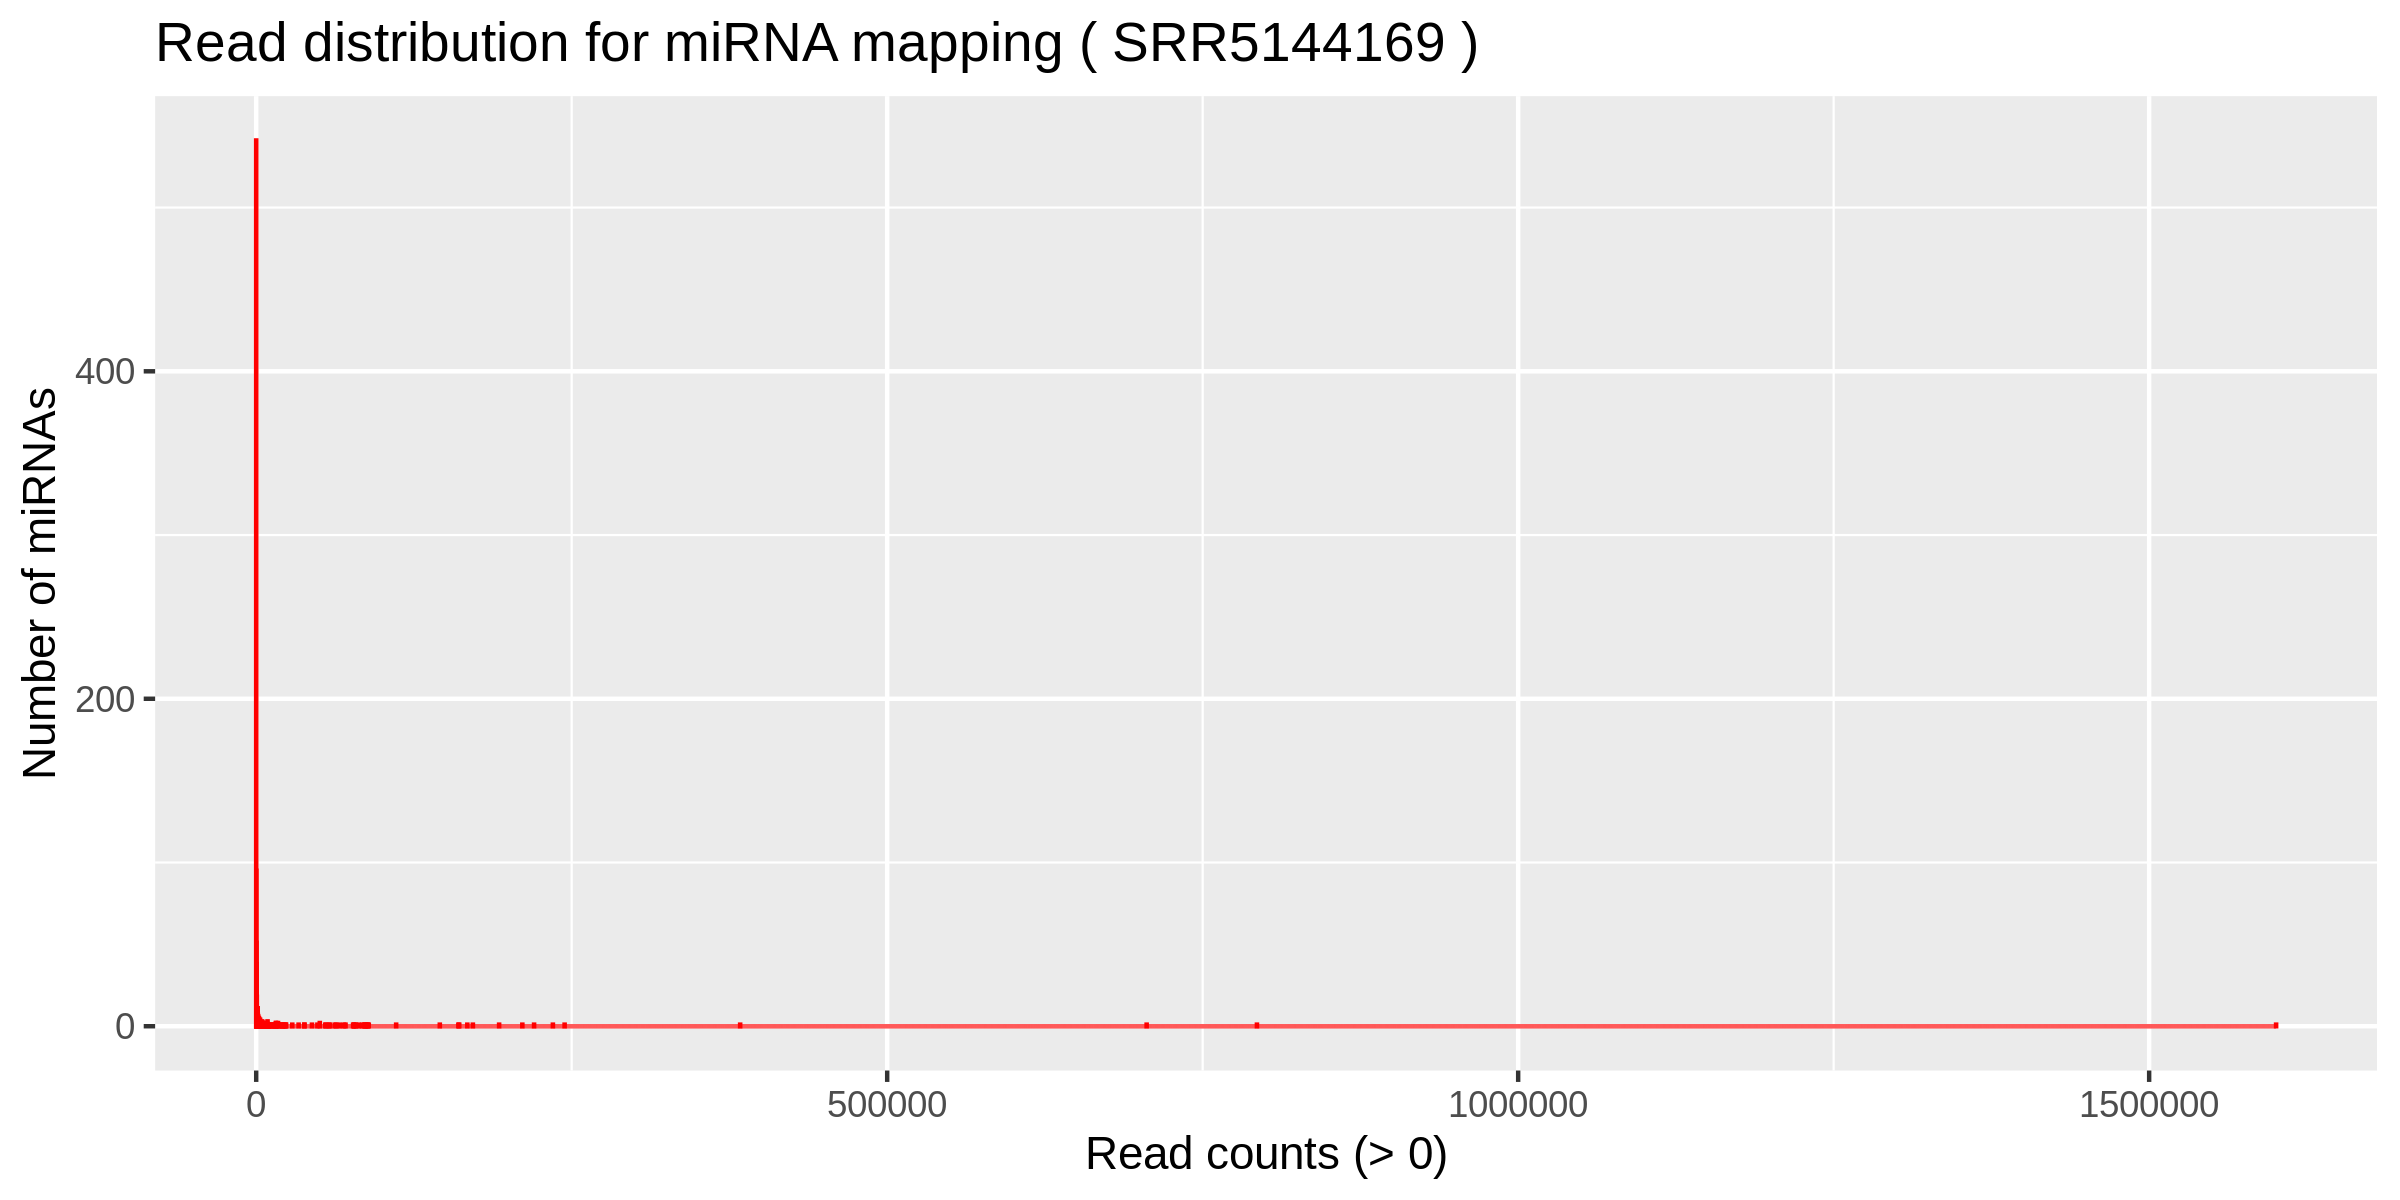 Read distribution for miRNA mapping ( SRR5144169 )
Number of miRNAs
400
200
0
0 500000 1000000 1500000
Read counts (> 0)